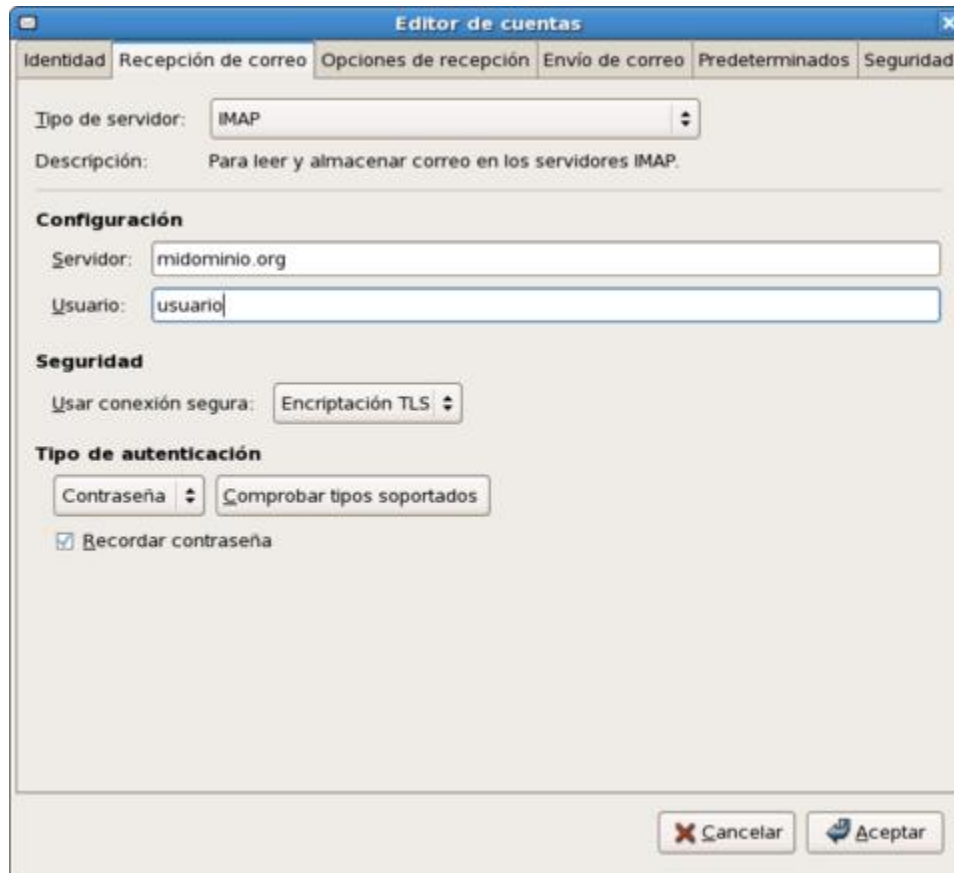 Editor de cuentas
Identidad Recepción de correo Opciones de recepción Envío de correo Predeterminados Seguridad
Tipo de servidor: IMAP
Descripción: Para leer y almacenar correo en los servidores IMAP.
Configuración
Servidor: midominio.org
Usuario: usuario
Seguridad
Usar conexión segura: Encriptación TLS
Tipo de autenticación
Contraseña Comprobar tipos soportados
Recordar contraseña
Cancelar Aceptar